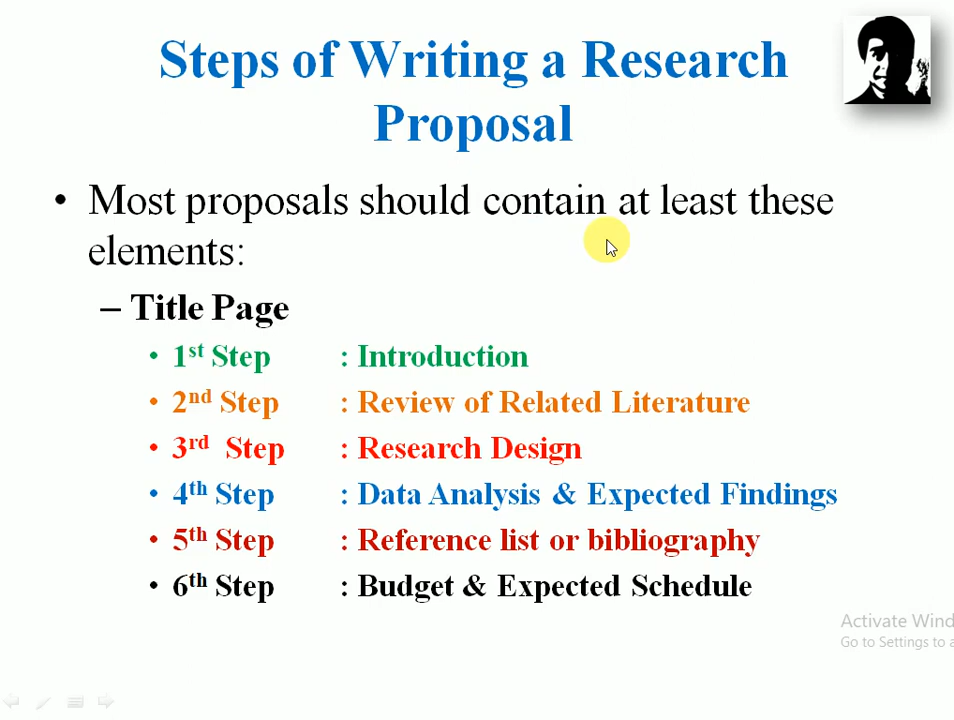 Steps of Writing a Research
Proposal
• Most proposals should contain at least these
elements:
– Title Page
• 1st Step : Introduction
• 2nd Step : Review of Related Literature
• 3rd Step : Research Design
• 4th Step : Data Analysis & Expected Findings
• 5th Step : Reference list or bibliography
• 6th Step : Budget & Expected Schedule
Activate Wind
Go to Settings to a